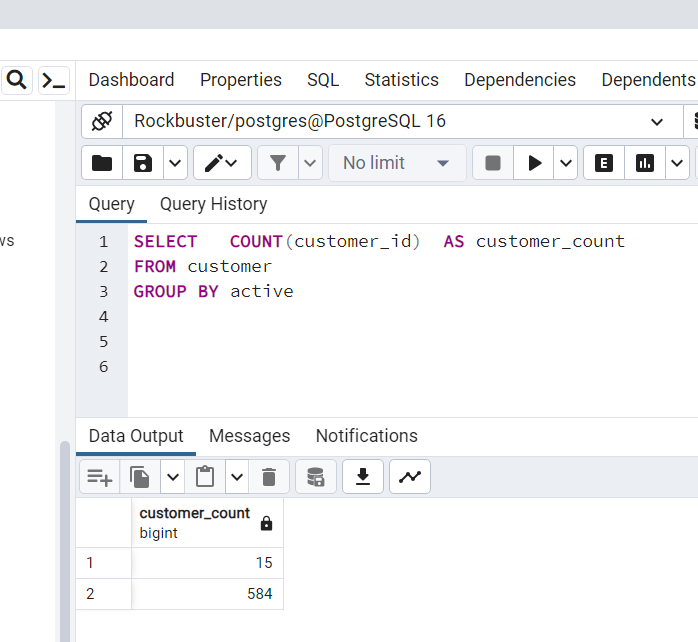 Dashboard Properties SQL Statistics Dependencies Dependents
Rockbuster/postgres@PostgreSQL 16
No limit
E
Query Query History
ws
1 SELECT COUNT(customer_id) AS customer_count
2 FROM customer
3 GROUP BY active
4
5
6
Data Output Messages Notifications
customer_count
bigint
1 15
2 584